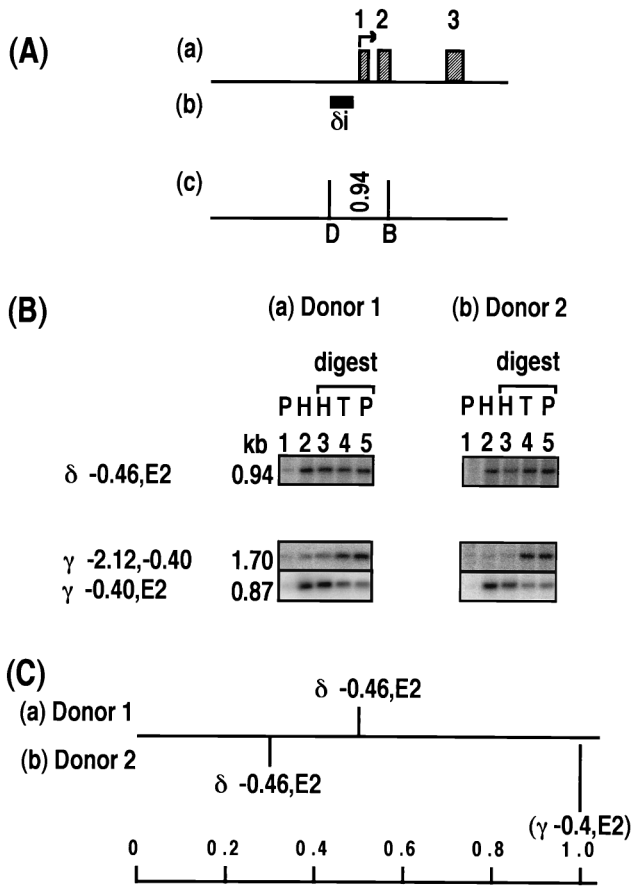 (A)
1 2 3
(a)
(b)
δi
(c)
0.94
D B
(B)
(a) Donor 1 (b) Donor 2
digest digest
P H H T P P H H T P
kb 1 2 3 4 5 1 2 3 4 5
δ -0.46,E2 0.94
γ -2.12,-0.40 1.70
γ -0.40,E2 0.87
(C)
δ -0.46,E2
(a) Donor 1
(b) Donor 2
δ -0.46,E2
(γ -0.4,E2)
0 0.2 0.4 0.6 0.8 1.0